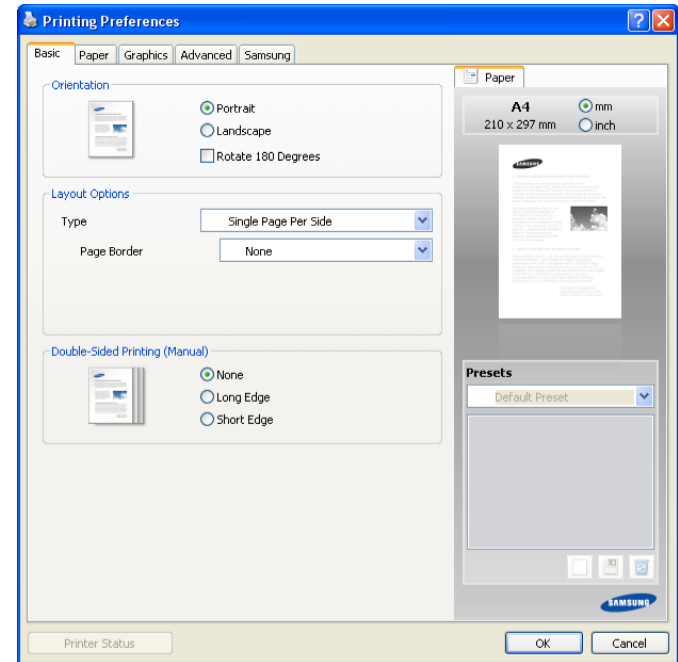 Printing Preferences
Basic Paper Graphics Advanced Samsung
Orientation
Portrait
Landscape
Rotate 180 Degrees
Layout Options
Type Single Page Per Side
Page Border None
Double-Sided Printing (Manual)
None
Long Edge
Short Edge
Paper
A4 mm
210 x 297 mm inch
SAMSUNG
Presets
Default Preset
SAMSUNG
Printer Status OK Cancel